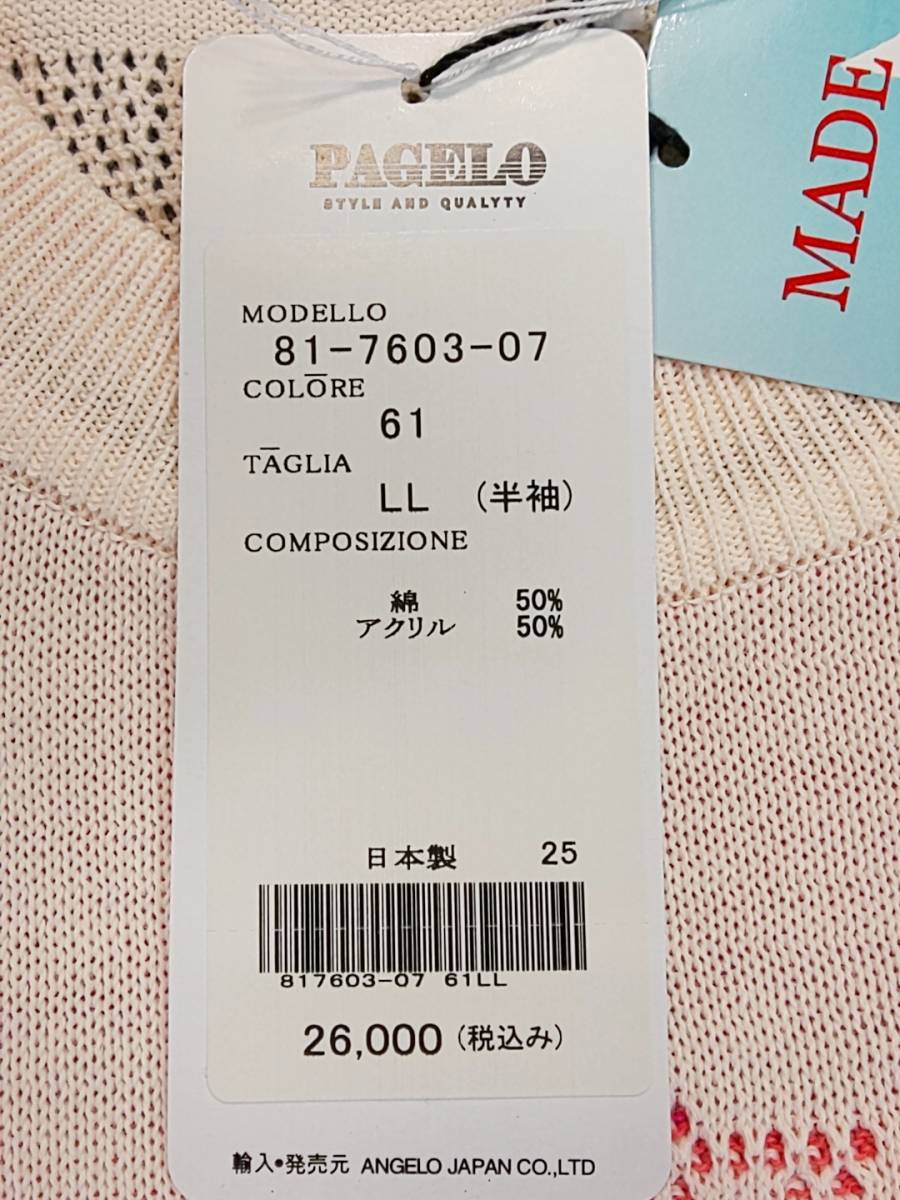 PAGELO
STYLE AND QUALYTY
MADE
MODELLO
81-7603-07
COLORE
61
TAGLIA
LL (半袖)
COMPOSIZIONE
綿 50%
アクリル 50%
日本製 25
817603-07 61LL
26,000 (税込み)
輸入•発売元 ANGELO JAPAN CO.,LTD